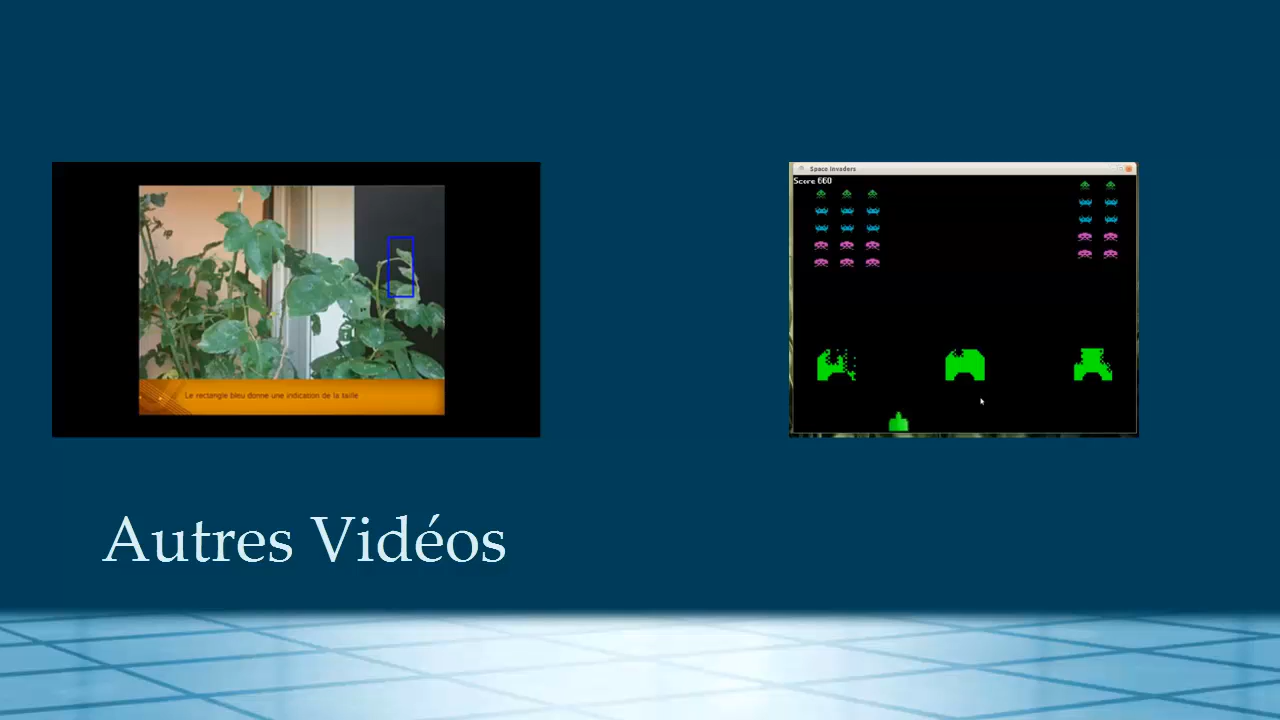 Space Invaders
Score 660
Le rectangle bleu donne une indication de la taille
Autres Vidéos